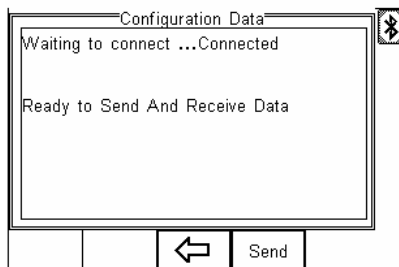 Configuration Data
Waiting to connect ...Connected
Ready to Send And Receive Data
Send